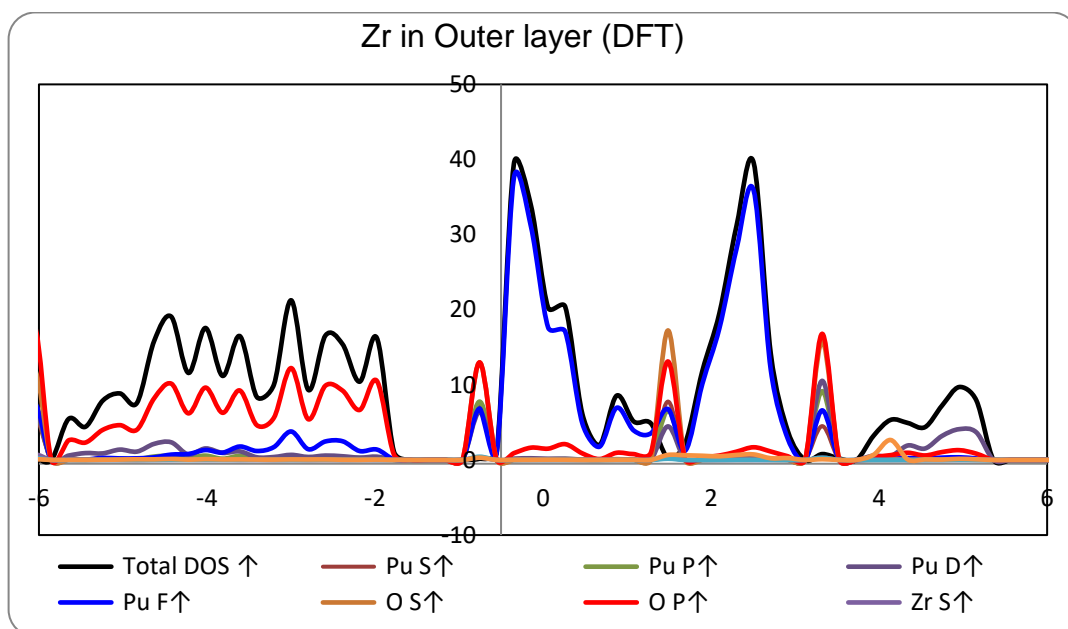 Zr in Outer layer (DFT)
50
40
30
20
10
0
-6 -4 -2 0 2 4 6
-10
Total DOS ↑ Pu S↑ Pu P↑ Pu D↑
Pu F↑ O S↑ O P↑ Zr S↑